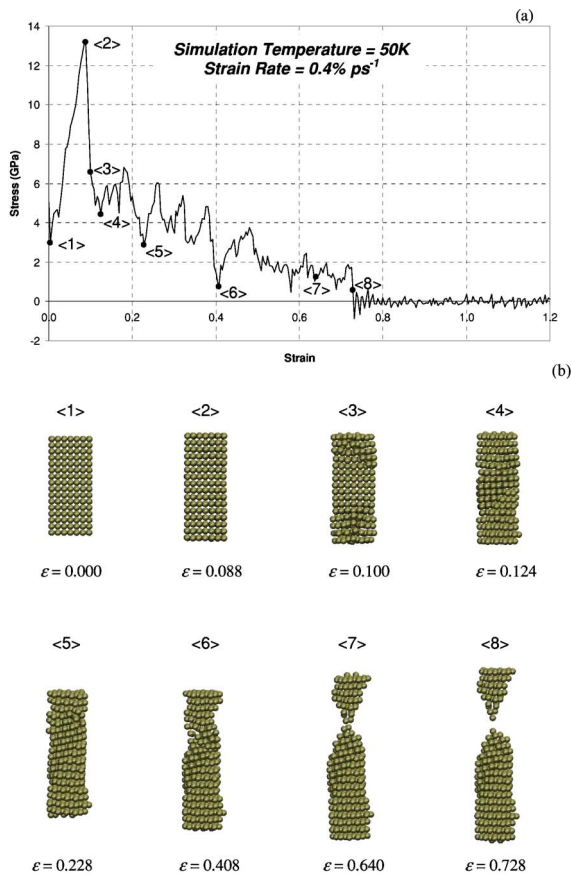 (a)
Simulation Temperature = 50K
Strain Rate = 0.4% ps⁻¹
Stress (GPa)
14
12
10
8
6
4
2
0
-2
<1>
<2>
<3>
<4>
<5>
<6>
<7>
<8>
0.0 0.2 0.4 0.6 0.8 1.0 1.2
Strain
(b)
<1> <2> <3> <4>
ε = 0.000 ε = 0.088 ε = 0.100 ε = 0.124
<5> <6> <7> <8>
ε = 0.228 ε = 0.408 ε = 0.640 ε = 0.728